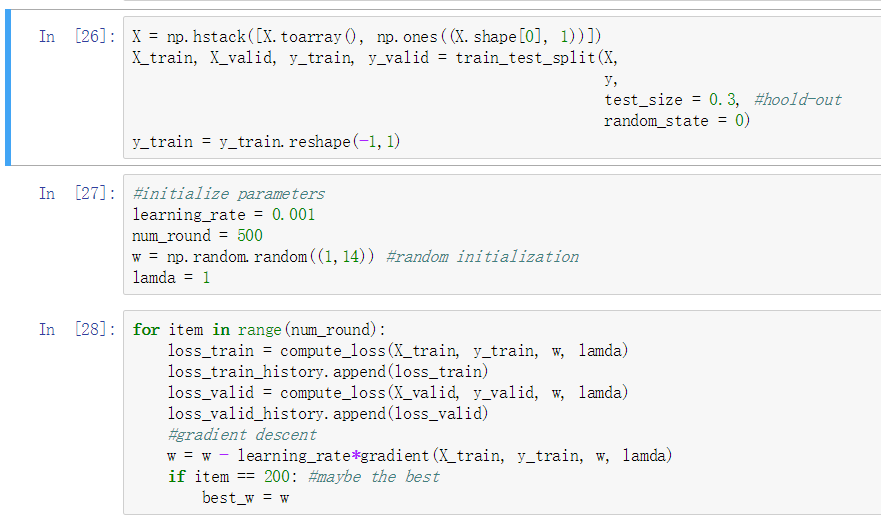 In [26]: X = np.hstack([X.toarray(), np.ones((X.shape[0], 1))])
X_train, X_valid, y_train, y_valid = train_test_split(X,
y,
test_size = 0.3, #hoold-out
random_state = 0)
y_train = y_train.reshape(-1,1)
In [27]: #initialize parameters
learning_rate = 0.001
num_round = 500
w = np.random.random((1,14)) #random initialization
lamda = 1
In [28]: for item in range(num_round):
loss_train = compute_loss(X_train, y_train, w, lamda)
loss_train_history.append(loss_train)
loss_valid = compute_loss(X_valid, y_valid, w, lamda)
loss_valid_history.append(loss_valid)
#gradient descent
w = w - learning_rate*gradient(X_train, y_train, w, lamda)
if item == 200: #maybe the best
best_w = w